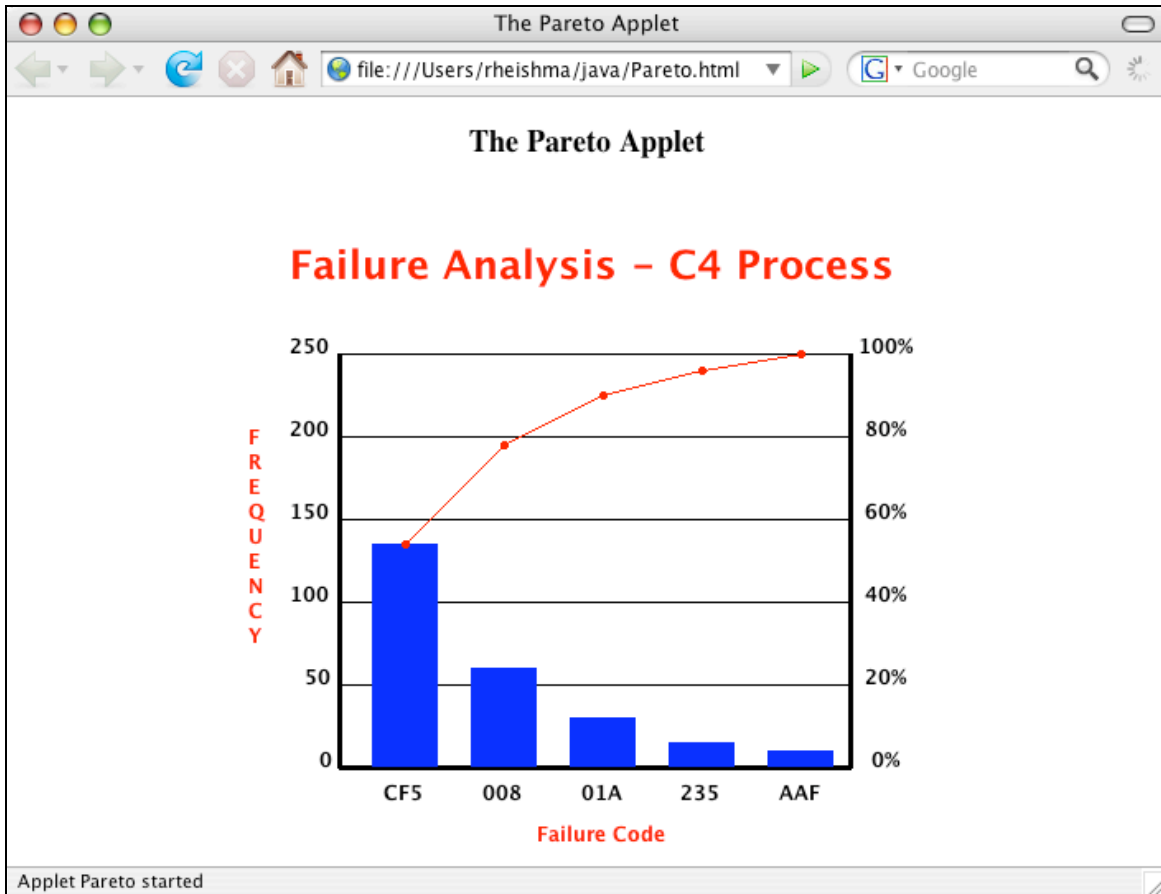 The Pareto Applet
file:///Users/rheishma/java/Pareto.html
G Google
The Pareto Applet
Failure Analysis – C4 Process
250
200
150
100
50
0
FREQUENCY
100%
80%
60%
40%
20%
0%
CF5 008 01A 235 AAF
Failure Code
Applet Pareto started